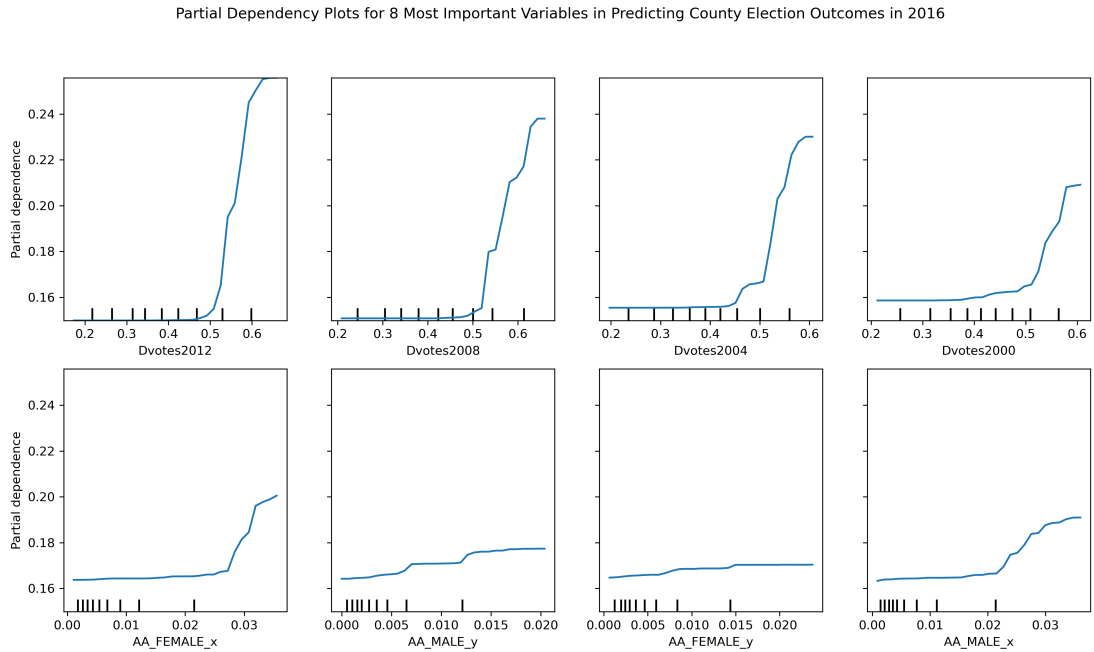 Partial Dependency Plots for 8 Most Important Variables in Predicting County Election Outcomes in 2016
Partial dependence
0.24
0.22
0.20
0.18
0.16
0.2 0.3 0.4 0.5 0.6
Dvotes2012
0.2 0.3 0.4 0.5 0.6
Dvotes2008
0.2 0.3 0.4 0.5 0.6
Dvotes2004
0.2 0.3 0.4 0.5 0.6
Dvotes2000
Partial dependence
0.24
0.22
0.20
0.18
0.16
0.00 0.01 0.02 0.03
AA_FEMALE_x
0.000 0.005 0.010 0.015 0.020
AA_MALE_y
0.000 0.005 0.010 0.015 0.020
AA_FEMALE_y
0.00 0.01 0.02 0.03
AA_MALE_x